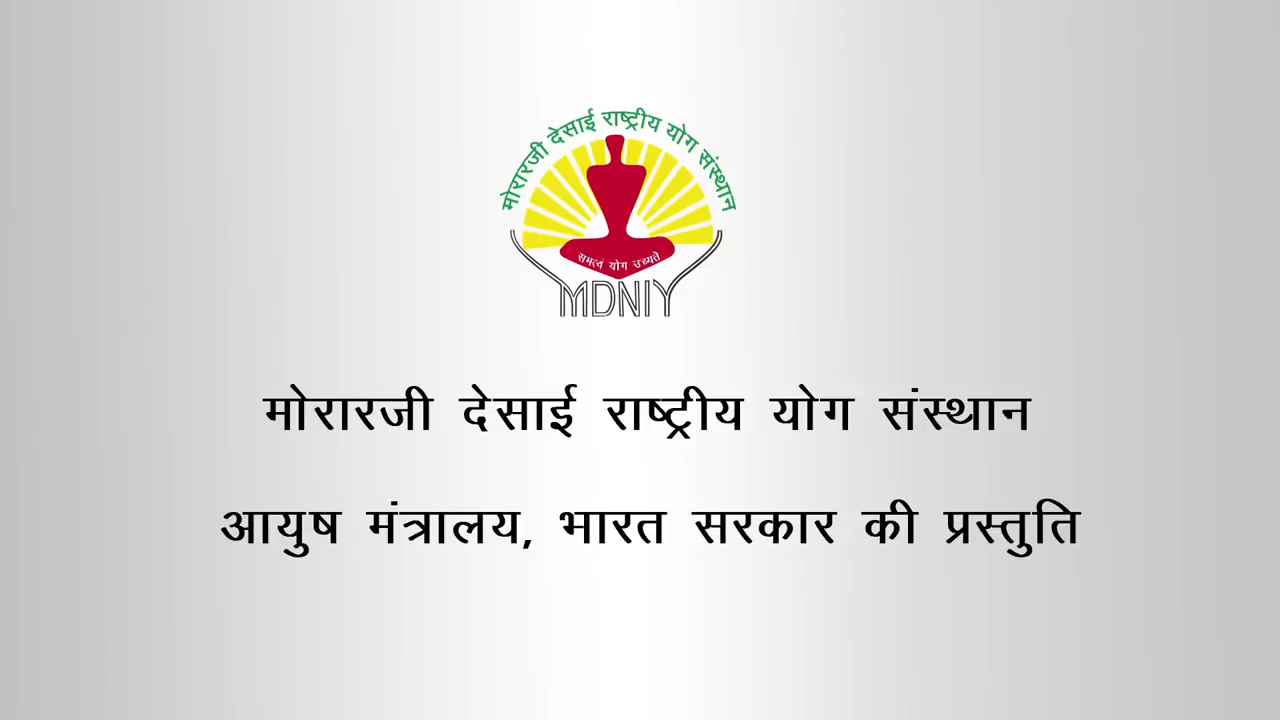 मोरारजी देसाई राष्ट्रीय योग संस्थान
समत्वं योग उच्यते
MDNIY
मोरारजी देसाई राष्ट्रीय योग संस्थान
आयुष मंत्रालय, भारत सरकार की प्रस्तुति